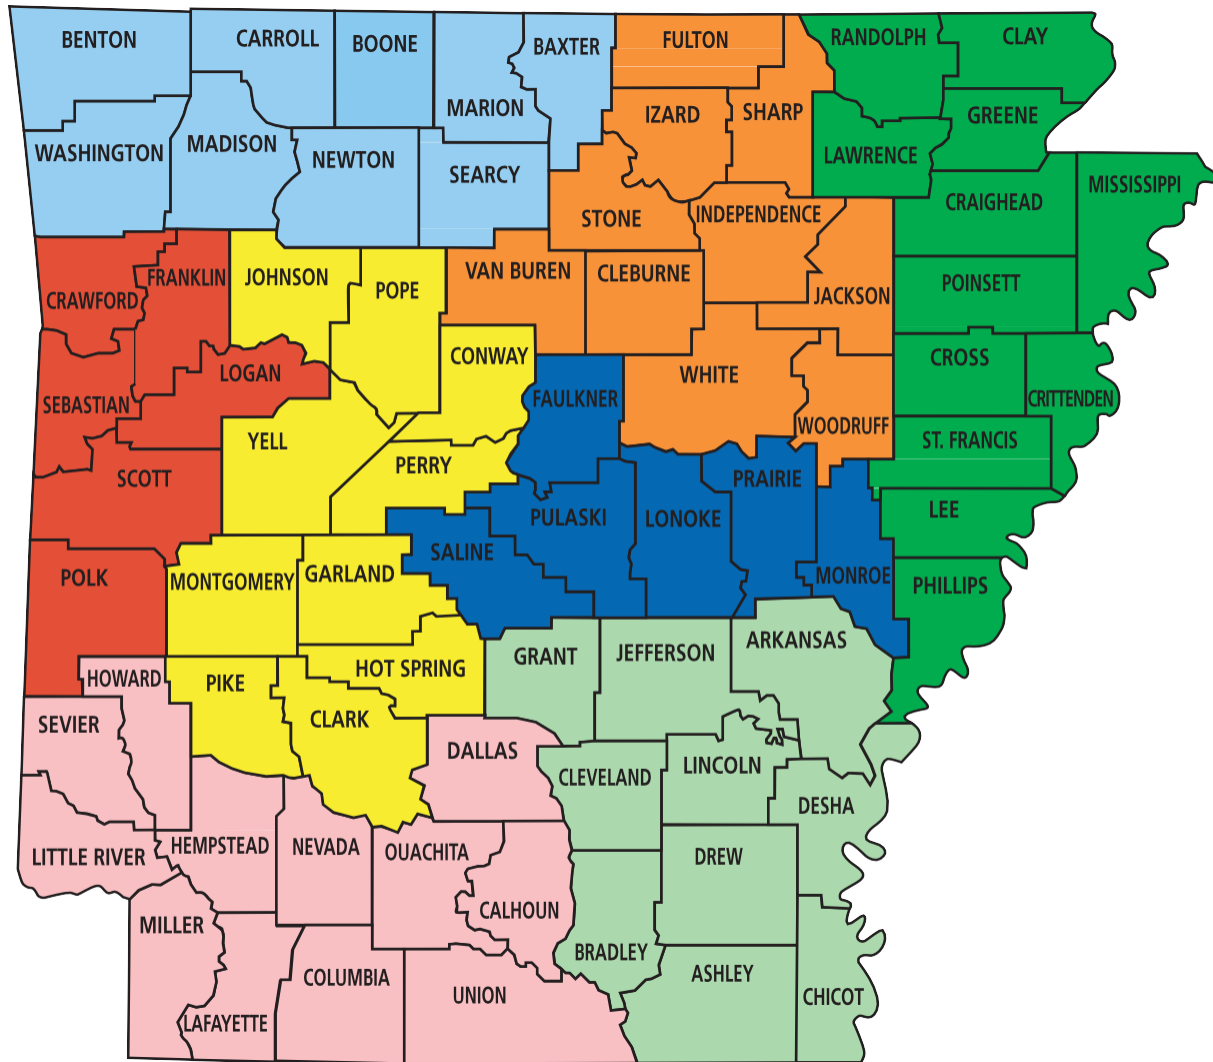 BENTON
CARROLL
BOONE
MARION
BAXTER
FULTON
RANDOLPH
CLAY
IZARD
SHARP
GREENE
WASHINGTON
MADISON
NEWTON
SEARCY
LAWRENCE
STONE
INDEPENDENCE
CRAIGHEAD
MISSISSIPPI
CRAWFORD
FRANKLIN
JOHNSON
POPE
VAN BUREN
CLEBURNE
JACKSON
POINSETT
SEBASTIAN
LOGAN
CONWAY
WHITE
CROSS
CRITTENDEN
FAULKNER
WOODRUFF
ST. FRANCIS
YELL
PERRY
SCOTT
PRAIRIE
LEE
PULASKI
LONOKE
SALINE
MONROE
PHILLIPS
POLK
MONTGOMERY
GARLAND
HOT SPRING
GRANT
JEFFERSON
ARKANSAS
HOWARD
PIKE
CLARK
SEVIER
DALLAS
CLEVELAND
LINCOLN
DESHA
LITTLE RIVER
HEMPSTEAD
NEVADA
OUACHITA
CALHOUN
DREW
MILLER
BRADLEY
LAFAYETTE
COLUMBIA
UNION
ASHLEY
CHICOT